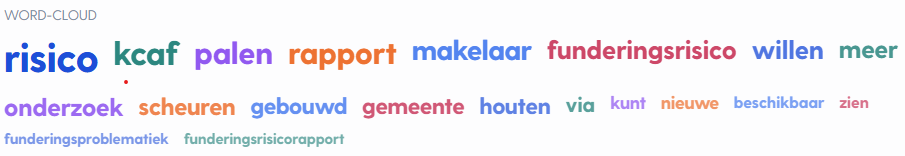 WORD-CLOUD
risico kcaf palen rapport makelaar funderingsrisico willen meer
onderzoek scheuren gebouwd gemeente houten via kunt nieuwe beschikbaar zien
funderingsproblematiek funderingsrisicorapport